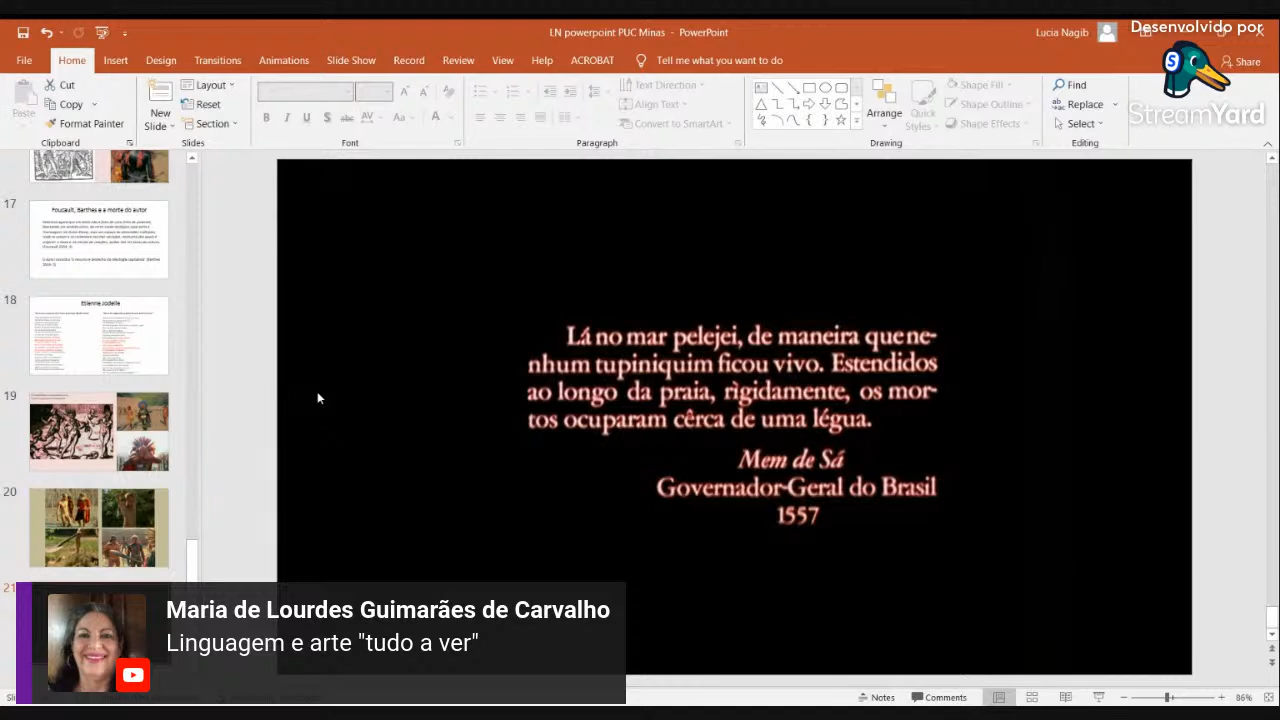 LN powerpoint PUC Minas - PowerPoint
Lucia Nagib
Desenvolvido por
StreamYard
File Home Insert Design Transitions Animations Slide Show Record Review View Help ACROBAT Tell me what you want to do Share
Paste Cut Copy Format Painter
New Slide Layout Reset Section
Text Direction Align Text Convert to SmartArt
Arrange Quick Styles Shape Fill Shape Outline Shape Effects
Find Replace Select
Clipboard Slides Font Paragraph Drawing Editing
17
Foucault, Barthes e a morte do autor
18
Etienne Jodelle
19
20
21
Lá no mar pelejei, de maneira que ne-
nhum tupiniquim ficou vivo. Estendidos
ao longo da praia, rìgidamente, os mor-
tos ocuparam cêrca de uma légua.
Mem de Sá
Governador-Geral do Brasil
1557
Maria de Lourdes Guimarães de Carvalho
Linguagem e arte "tudo a ver"
Notes Comments 86%